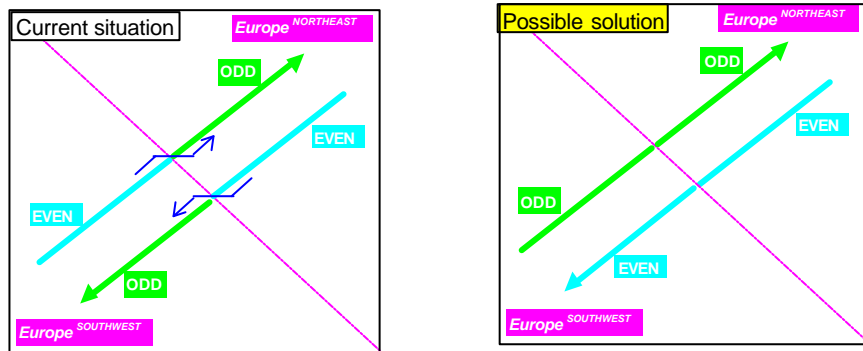 Current situation
Europe NORTHEAST
ODD
EVEN
EVEN
ODD
Europe SOUTHWEST
Possible solution
Europe NORTHEAST
ODD
EVEN
ODD
EVEN
Europe SOUTHWEST